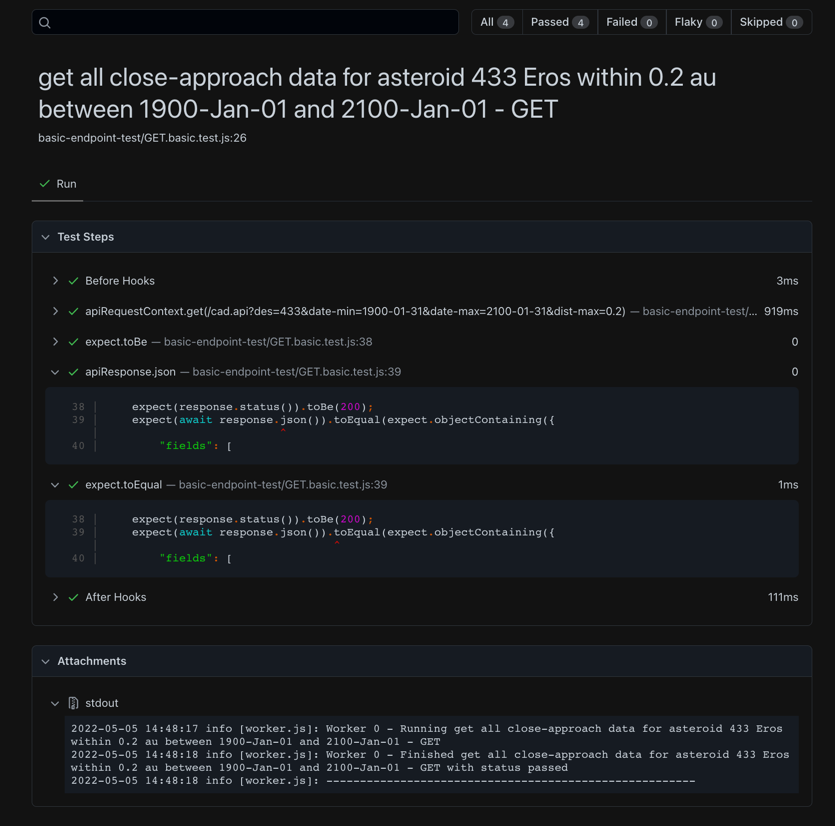 All 4 Passed 4 Failed 0 Flaky 0 Skipped 0
get all close-approach data for asteroid 433 Eros within 0.2 au
between 1900-Jan-01 and 2100-Jan-01 - GET
basic-endpoint-test/GET.basic.test.js:26
Run
Test Steps
Before Hooks 3ms
apiRequestContext.get(/cad.api?des=433&date-min=1900-01-31&date-max=2100-01-31&dist-max=0.2) — basic-endpoint-test/... 919ms
expect.toBe — basic-endpoint-test/GET.basic.test.js:38 0
apiResponse.json — basic-endpoint-test/GET.basic.test.js:39 0
38 | expect(response.status()).toBe(200);
39 | expect(await response.json()).toEqual(expect.objectContaining({
| ^
40 | "fields": [
expect.toEqual — basic-endpoint-test/GET.basic.test.js:39 1ms
38 | expect(response.status()).toBe(200);
39 | expect(await response.json()).toEqual(expect.objectContaining({
| ^
40 | "fields": [
After Hooks 111ms
Attachments
stdout
2022-05-05 14:48:17 info [worker.js]: Worker 0 - Running get all close-approach data for asteroid 433 Eros
within 0.2 au between 1900-Jan-01 and 2100-Jan-01 - GET
2022-05-05 14:48:18 info [worker.js]: Worker 0 - Finished get all close-approach data for asteroid 433 Eros
within 0.2 au between 1900-Jan-01 and 2100-Jan-01 - GET with status passed
2022-05-05 14:48:18 info [worker.js]: -------------------------------------------------------